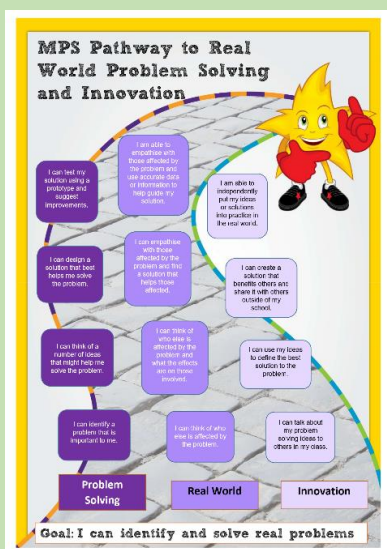 MPS Pathway to Real
World Problem Solving
and Innovation
I can test my
solution using a
prototype and
suggest
improvements.
I am able to
empathise with
those affected by
the problem and
use accurate data
or information to
help guide my
solution.
I am able to
independently
put my ideas
or solutions
into practice
in the real world.
I can design a
solution that best
helps me solve
the problem.
I can empathise
with those
affected by the
problem and find
a solution that
helps those
affected.
I can create a
solution that
benefits others and
share it with others
outside of my
school.
I can think of a
number of ideas
that might help me
solve the problem.
I can think of
who else is
affected by the
problem and
what the effects
are on those
involved.
I can use my ideas
to define the best
solution to the
problem.
I can identify a
problem that is
important to me.
I can think of who
else is affected by
the problem.
I can talk about
my problem
solving ideas to
others in my class.
Problem
Solving
Real World
Innovation
Goal: I can identify and solve real problems